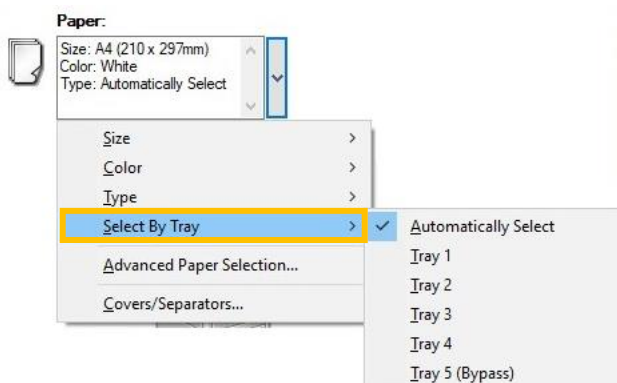 Paper:
Size: A4 (210 x 297mm)
Color: White
Type: Automatically Select
Size
Color
Type
Select By Tray
Advanced Paper Selection...
Covers/Separators...
Automatically Select
Tray 1
Tray 2
Tray 3
Tray 4
Tray 5 (Bypass)